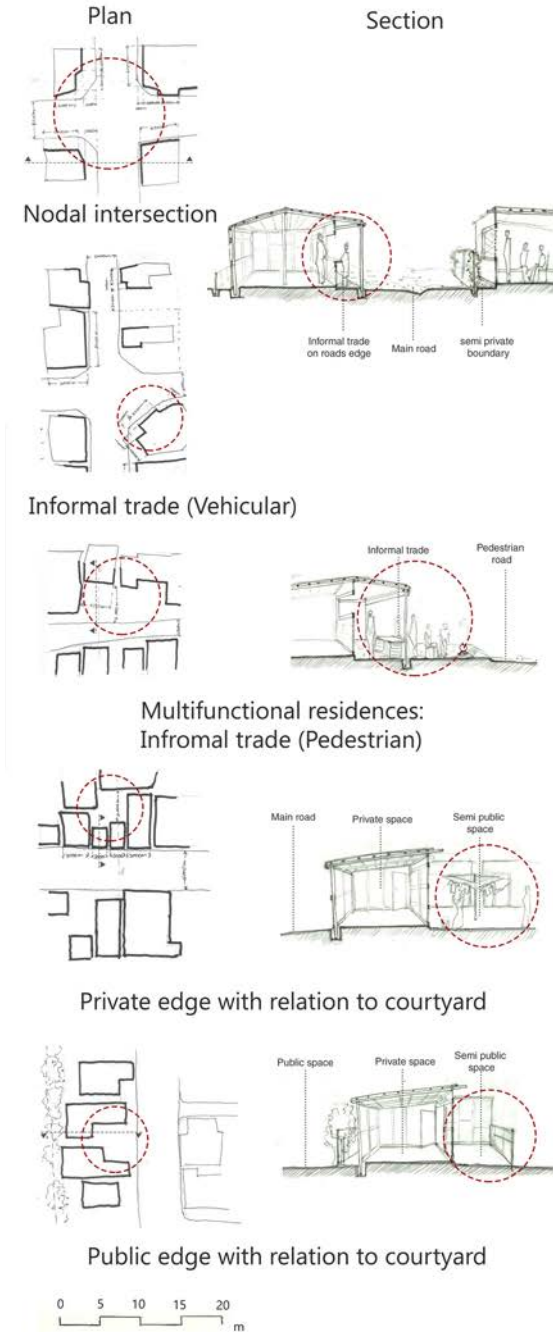 Plan
Section
Nodal intersection
Informal trade
on roads edge
Main road
semi private
boundary
Informal trade (Vehicular)
Informal trade
Pedestrian
road
Multifunctional residences:
Infromal trade (Pedestrian)
Main road
Private space
Semi public
space
Private edge with relation to courtyard
Public space
Private space
Semi public
space
Public edge with relation to courtyard
0 5 10 15 20
m